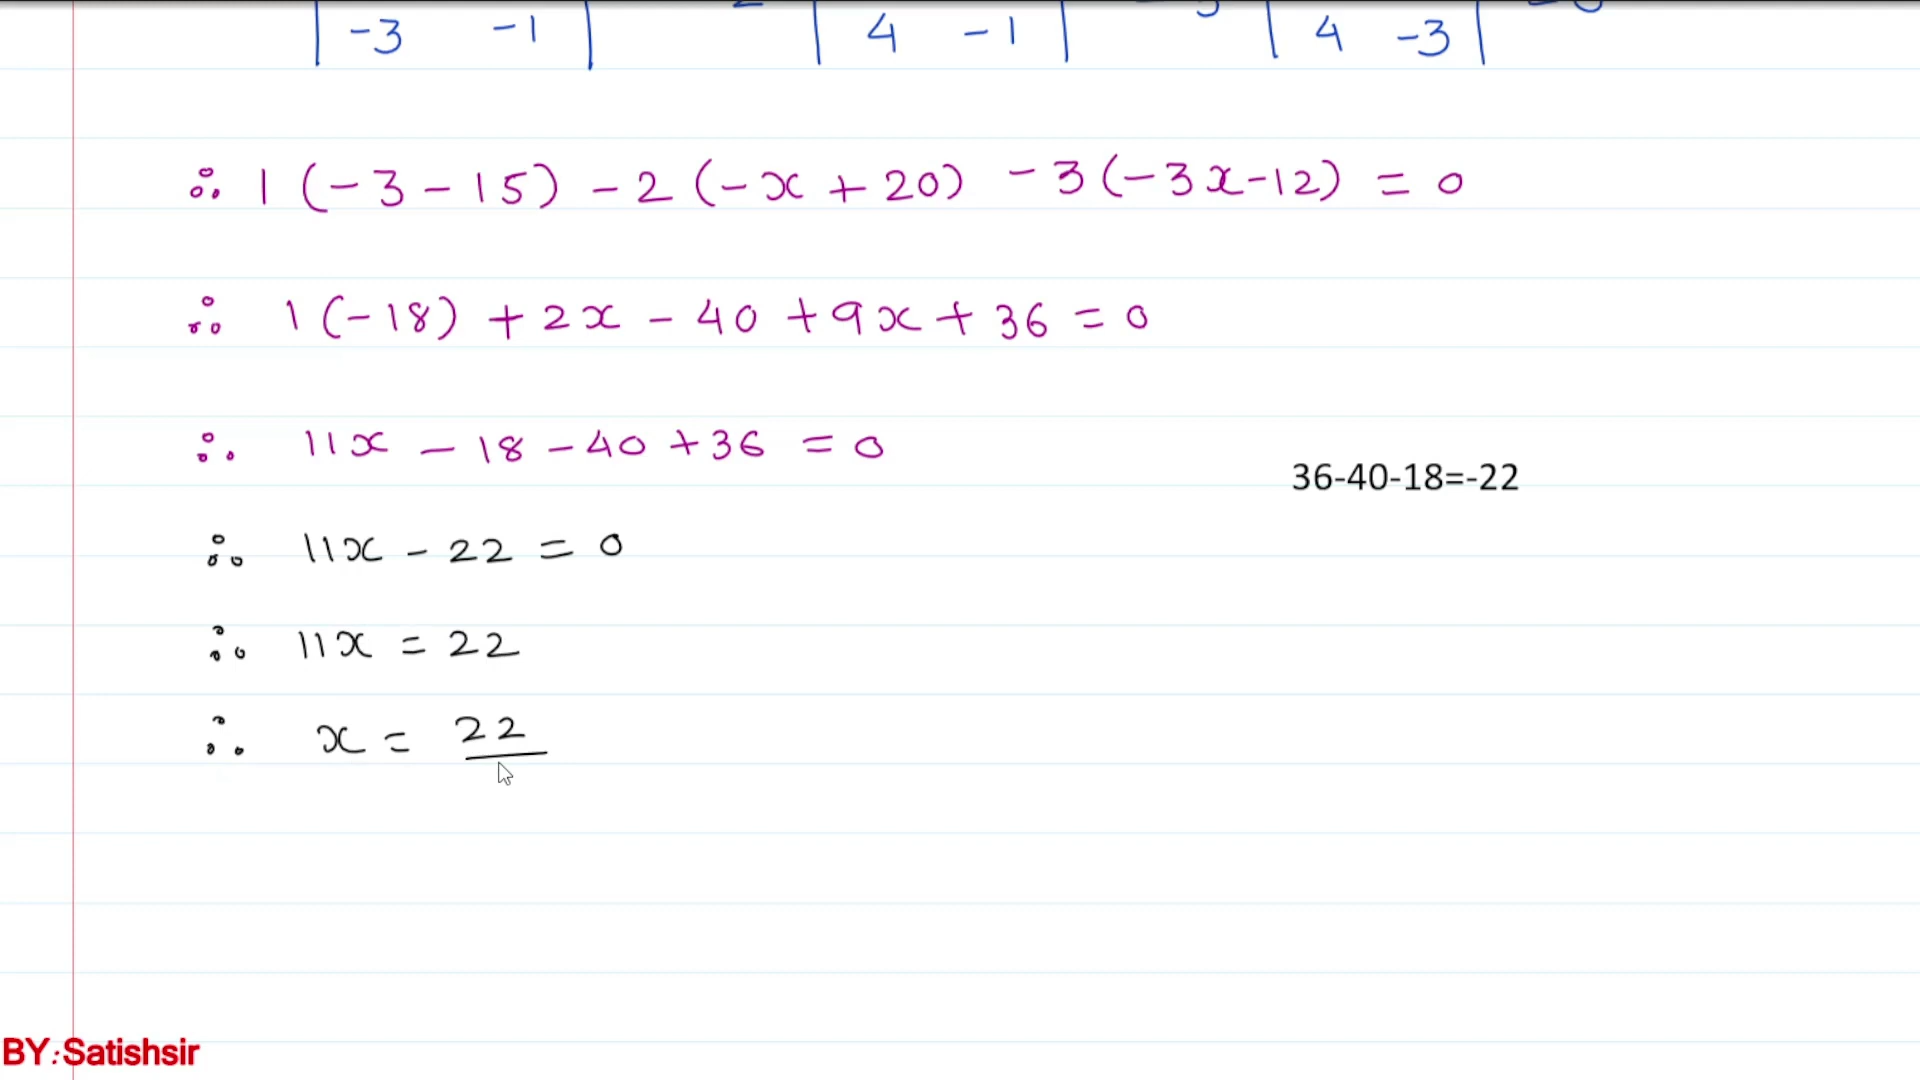 | -3 -1 | | 4 -1 | | 4 -3 |
∴ 1 (-3 - 15) - 2 (-x + 20) - 3 (-3x - 12) = 0
∴ 1 (-18) + 2x - 40 + 9x + 36 = 0
∴ 11x - 18 - 40 + 36 = 0
36-40-18=-22
∴ 11x - 22 = 0
∴ 11x = 22
∴ x = 22
BY:Satishsir